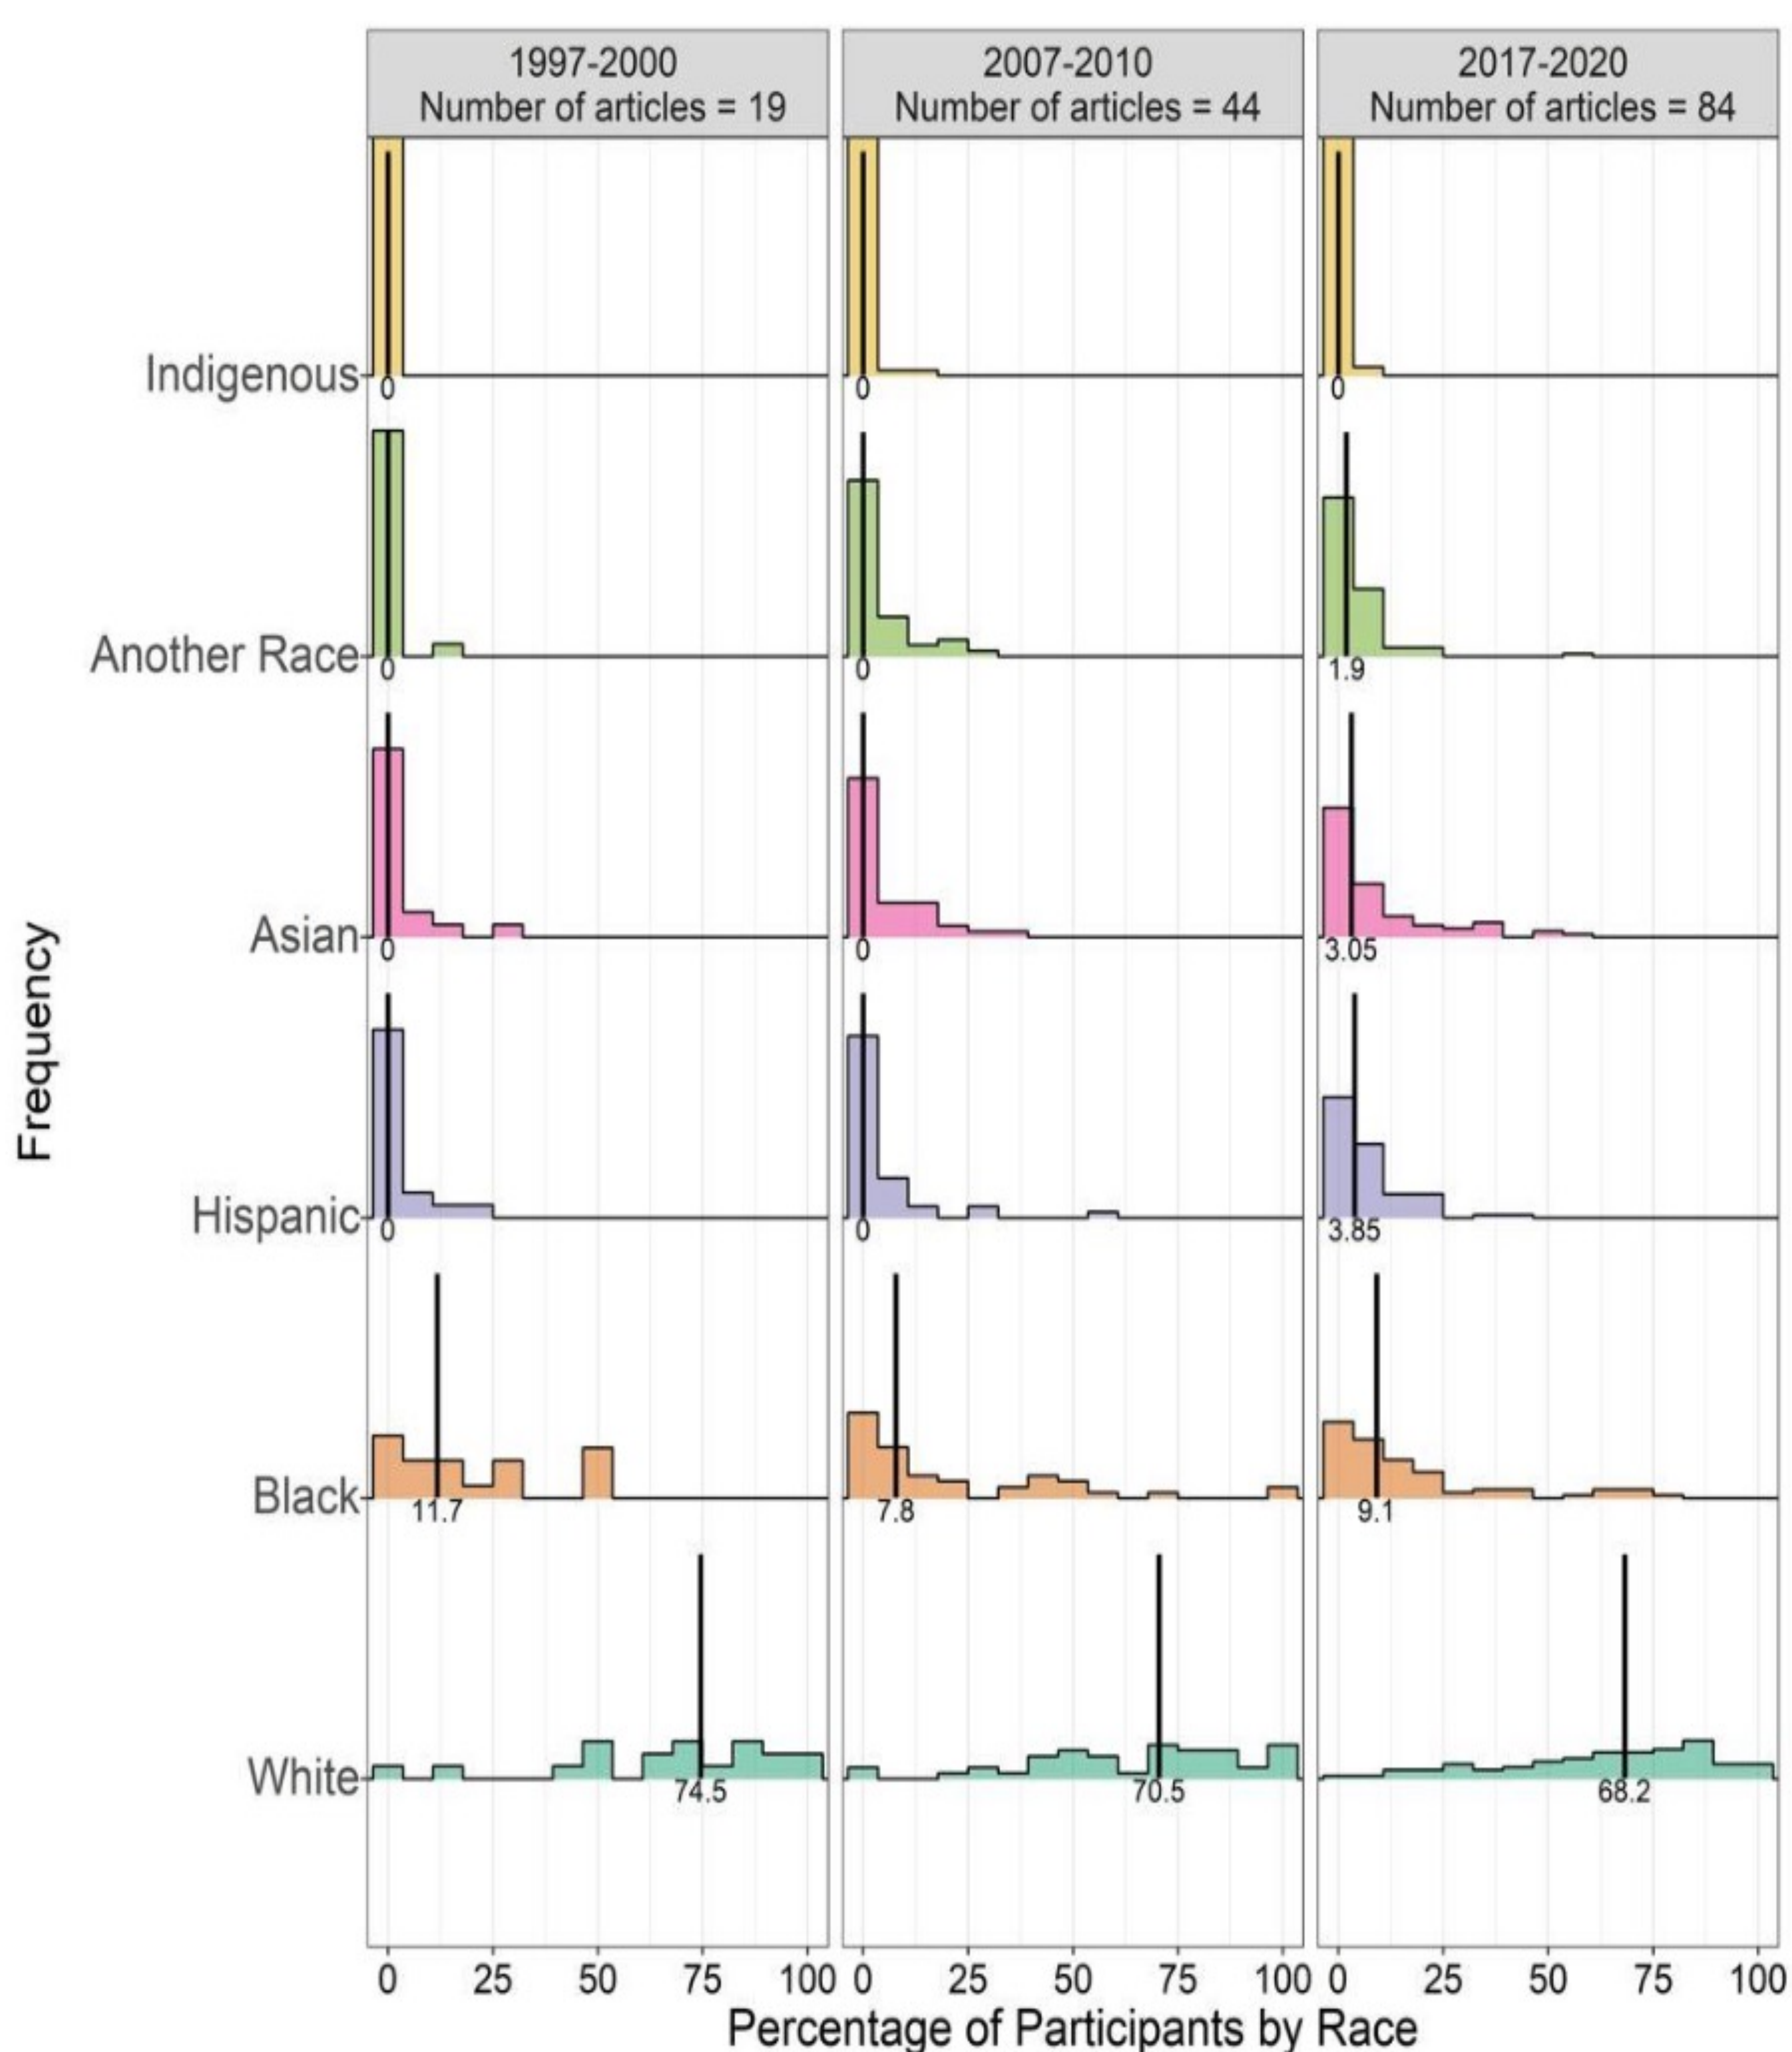 1997-2000
Number of articles = 19
2007-2010
Number of articles = 44
2017-2020
Number of articles = 84
Indigenous
0
0
0
Another Race
0
0
1.9
Asian
0
0
3.05
Hispanic
0
0
3.85
Black
11.7
7.8
9.1
White
74.5
70.5
68.2
Frequency
0 25 50 75 100
0 25 50 75 100
0 25 50 75 100
Percentage of Participants by Race